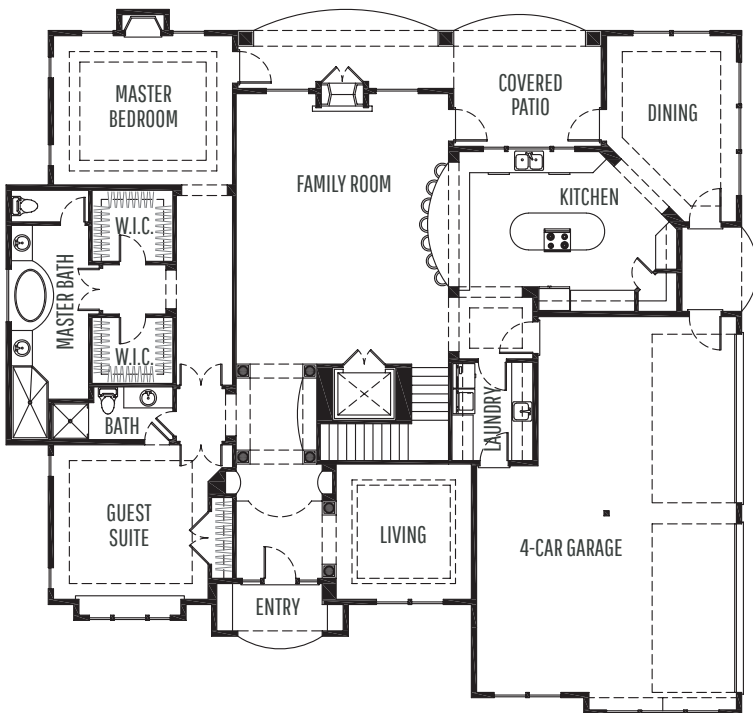 MASTER
BEDROOM
COVERED
PATIO
DINING
FAMILY ROOM
KITCHEN
W.I.C.
MASTER BATH
W.I.C.
BATH
LAUNDRY
GUEST
SUITE
LIVING
4-CAR GARAGE
ENTRY